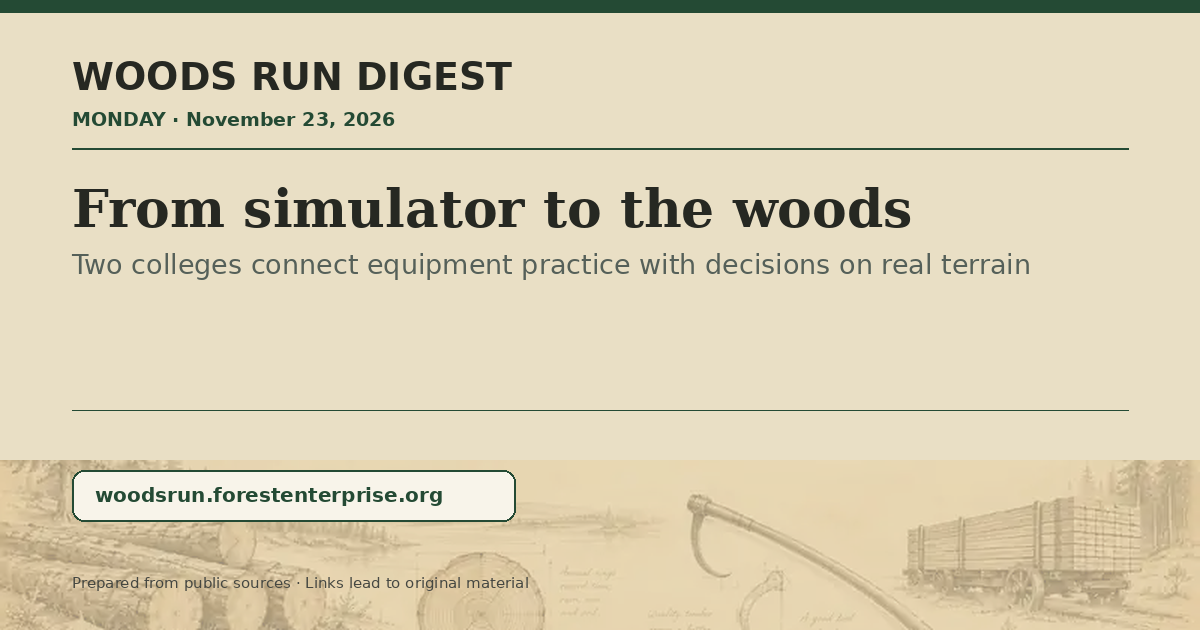 WOODS RUN DIGEST
MONDAY · November 23, 2026
From simulator to the woods
Two colleges connect equipment practice with decisions on real terrain
woodsrun.forestenterprise.org
Prepared from public sources · Links lead to original material